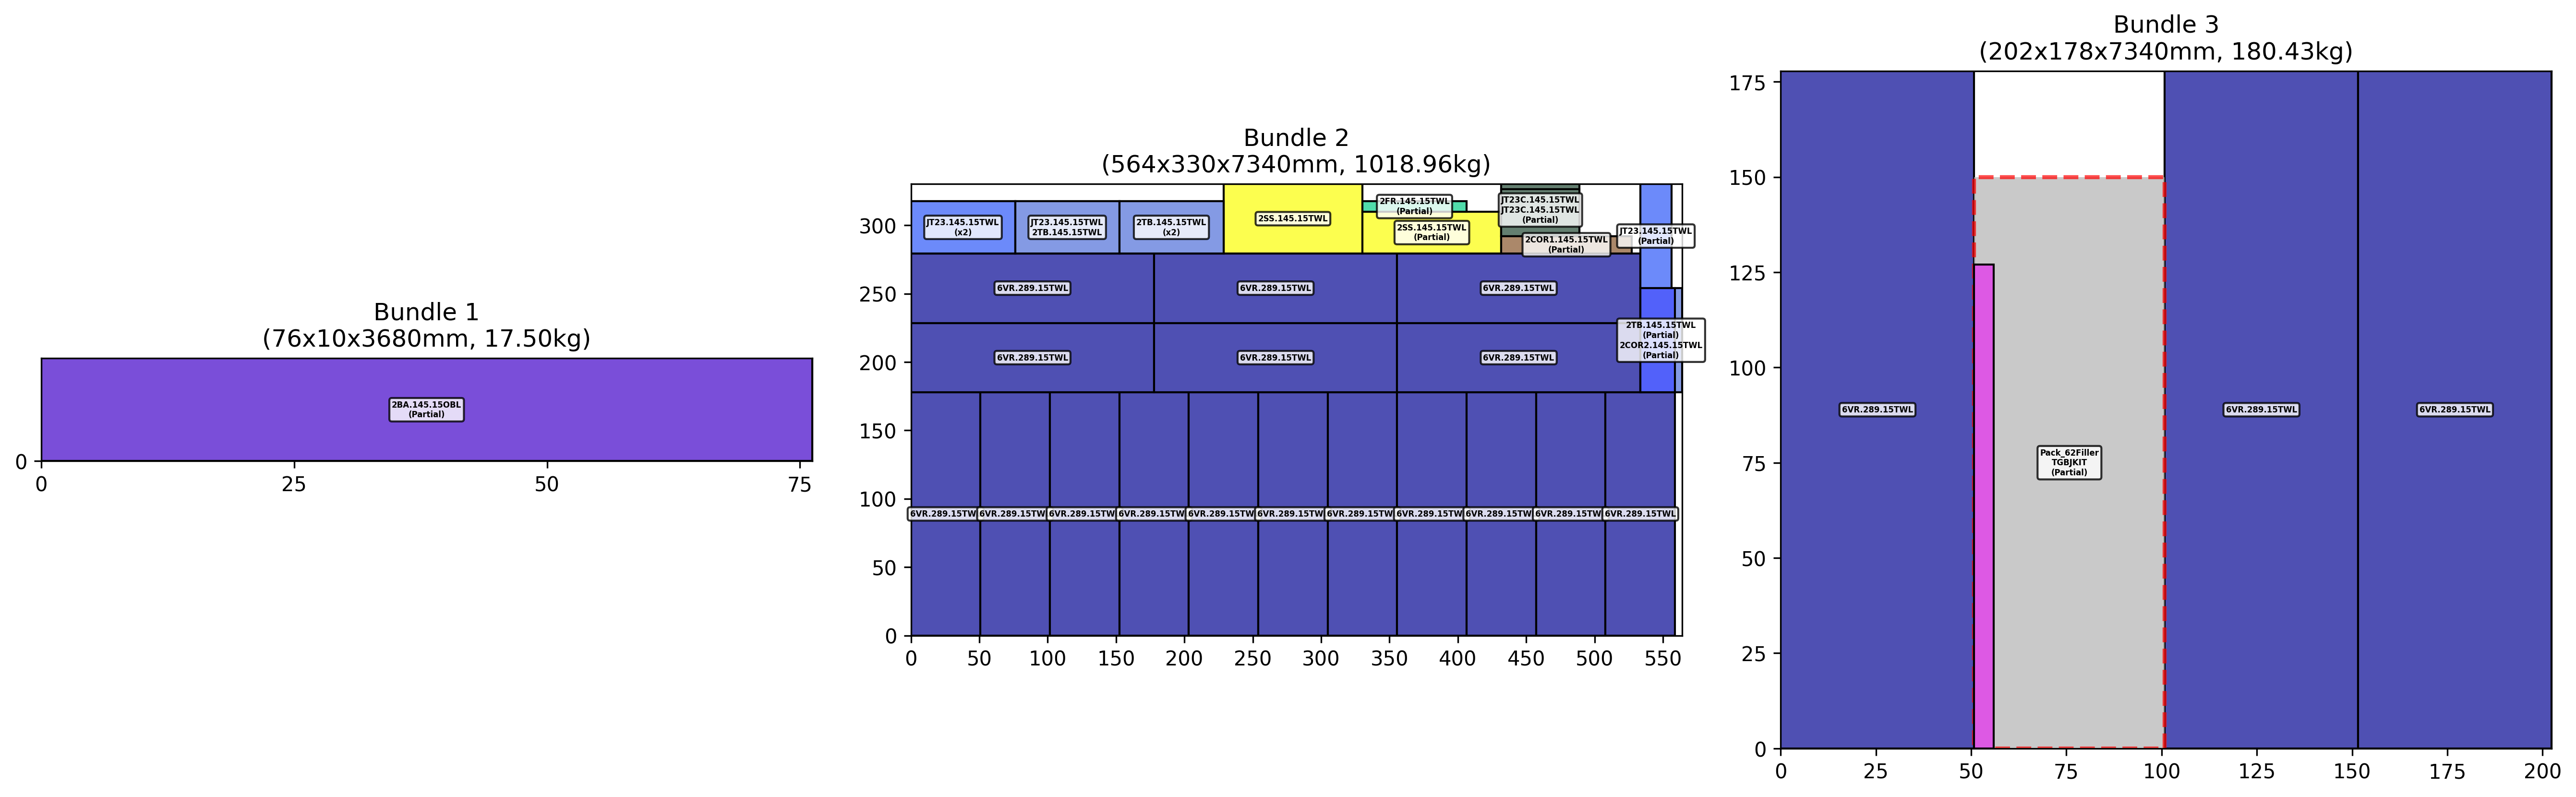 Bundle 1
(76x10x3680mm, 17.50kg)
2BA.145.15OBL
(Partial)
0
0
25
50
75
Bundle 2
(564x330x7340mm, 1018.96kg)
300
250
200
150
100
50
0
JT23.145.15TWL
(x2)
JT23.145.15TWL
2TB.145.15TWL
2TB.145.15TWL
(x2)
2SS.145.15TWL
2FR.145.15TWL
(Partial)
2SS.145.15TWL
(Partial)
JT23C.145.15TWL
JT23C.145.15TWL
(Partial)
2COR1.145.15TWL
(Partial)
JT23.145.15TWL
(Partial)
6VR.289.15TWL
6VR.289.15TWL
6VR.289.15TWL
6VR.289.15TWL
6VR.289.15TWL
6VR.289.15TWL
2TB.145.15TWL
(Partial)
2COR2.145.15TWL
(Partial)
6VR.289.15TW
6VR.289.15TW
6VR.289.15TW
6VR.289.15TW
6VR.289.15TW
6VR.289.15TW
6VR.289.15TW
6VR.289.15TW
6VR.289.15TW
6VR.289.15TW
6VR.289.15TWL
0
50
100
150
200
250
300
350
400
450
500
550
Bundle 3
(202x178x7340mm, 180.43kg)
175
150
125
100
75
50
25
0
6VR.289.15TWL
Pack_62Filler
TGBJKIT
(Partial)
6VR.289.15TWL
6VR.289.15TWL
0
25
50
75
100
125
150
175
200